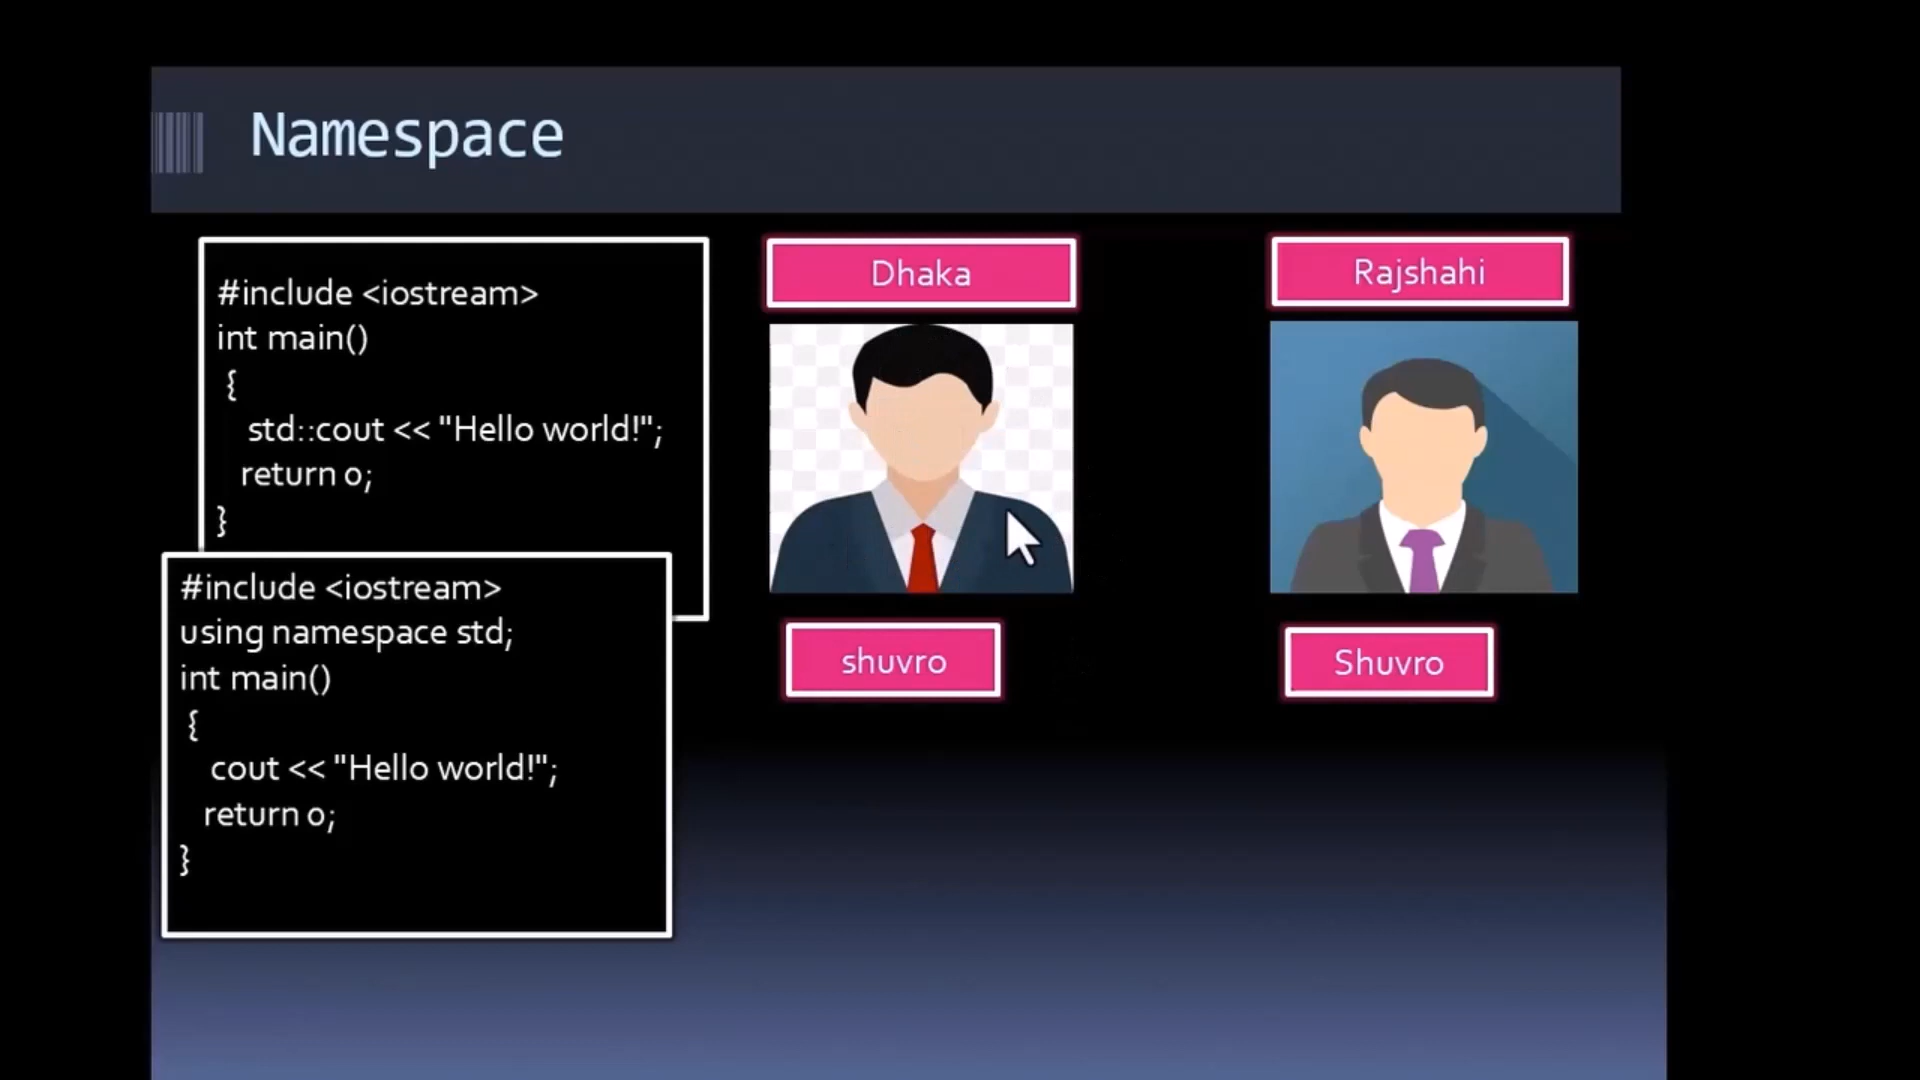 Namespace
#include <iostream>
int main()
{
std::cout << "Hello world!";
return 0;
}
#include <iostream>
using namespace std;
int main()
{
cout << "Hello world!";
return 0;
}
Dhaka
shuvro
Rajshahi
Shuvro